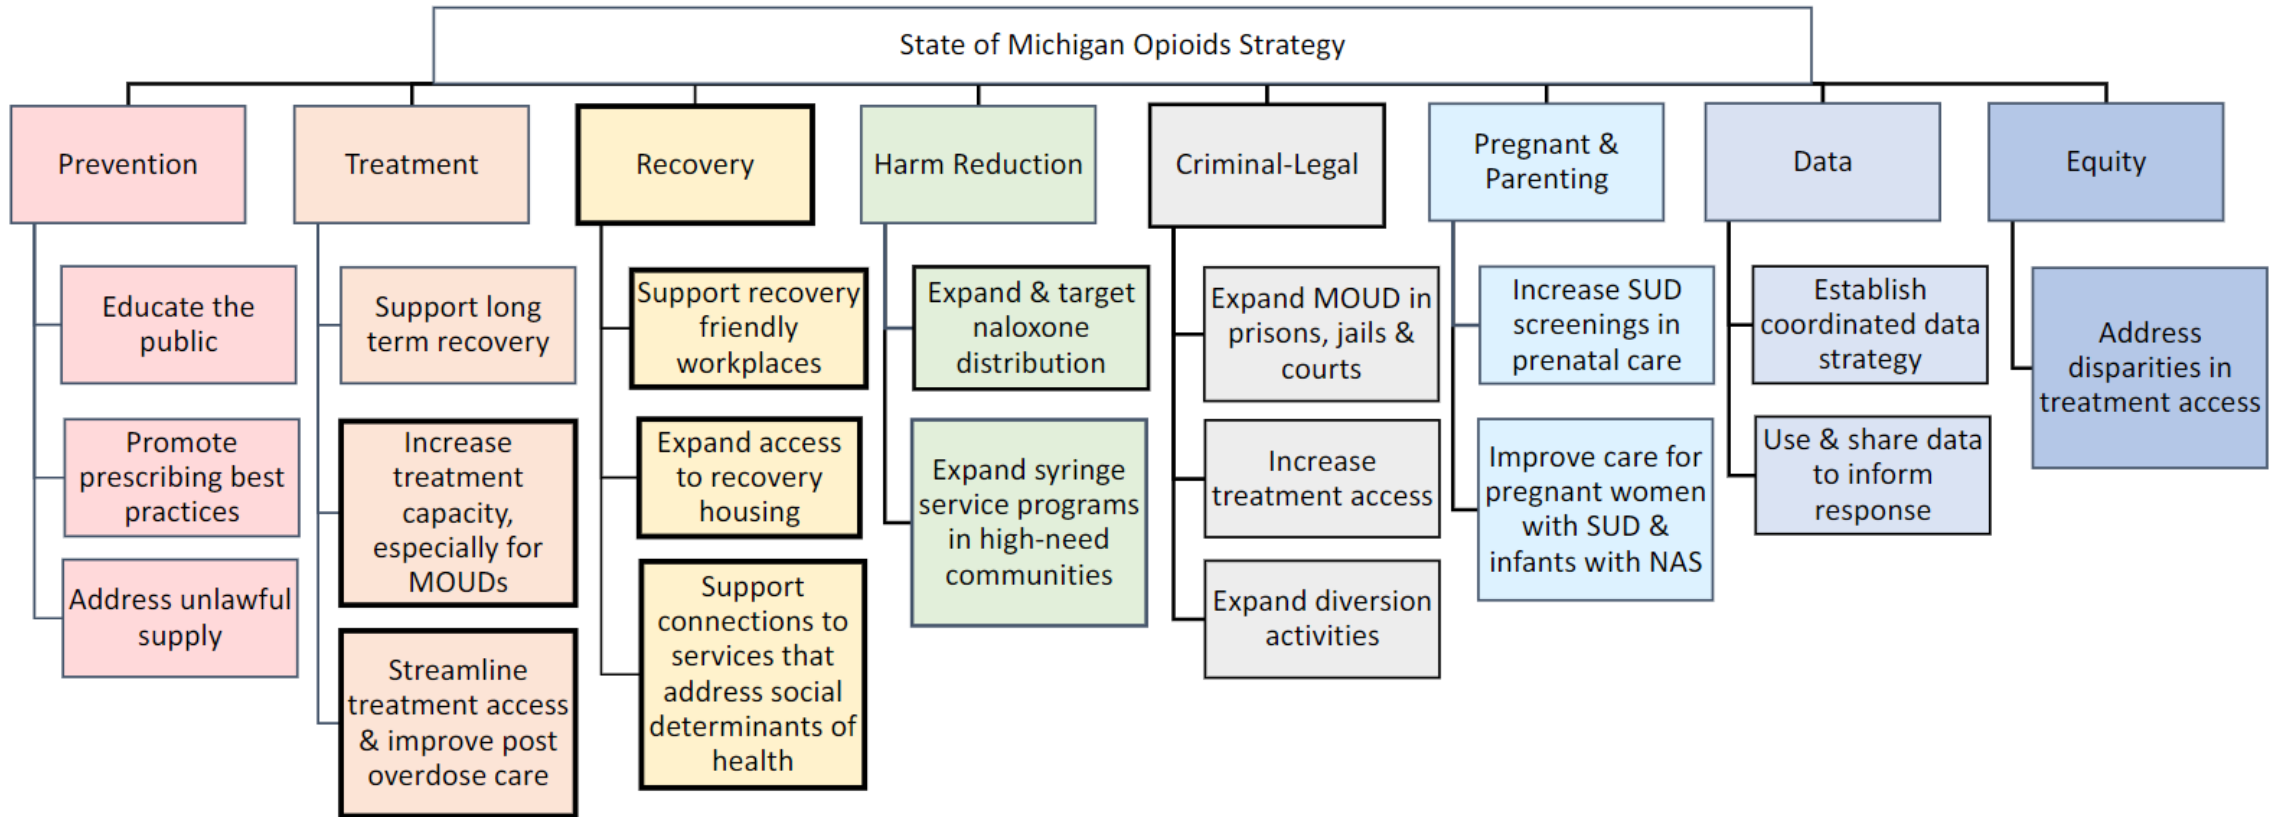 State of Michigan Opioids Strategy
Prevention
Educate the
public
Promote
prescribing best
practices
Address unlawful
supply
Treatment
Support long
term recovery
Increase
treatment
capacity,
especially for
MOUDs
Streamline
treatment access
& improve post
overdose care
Recovery
Support recovery
friendly
workplaces
Expand access
to recovery
housing
Support
connections to
services that
address social
determinants of
health
Harm Reduction
Expand & target
naloxone
distribution
Expand syringe
service programs
in high-need
communities
Criminal-Legal
Expand MOUD in
prisons, jails &
courts
Increase
treatment access
Expand diversion
activities
Pregnant &
Parenting
Increase SUD
screenings in
prenatal care
Improve care for
pregnant women
with SUD &
infants with NAS
Data
Establish
coordinated data
strategy
Use & share data
to inform
response
Equity
Address
disparities in
treatment access